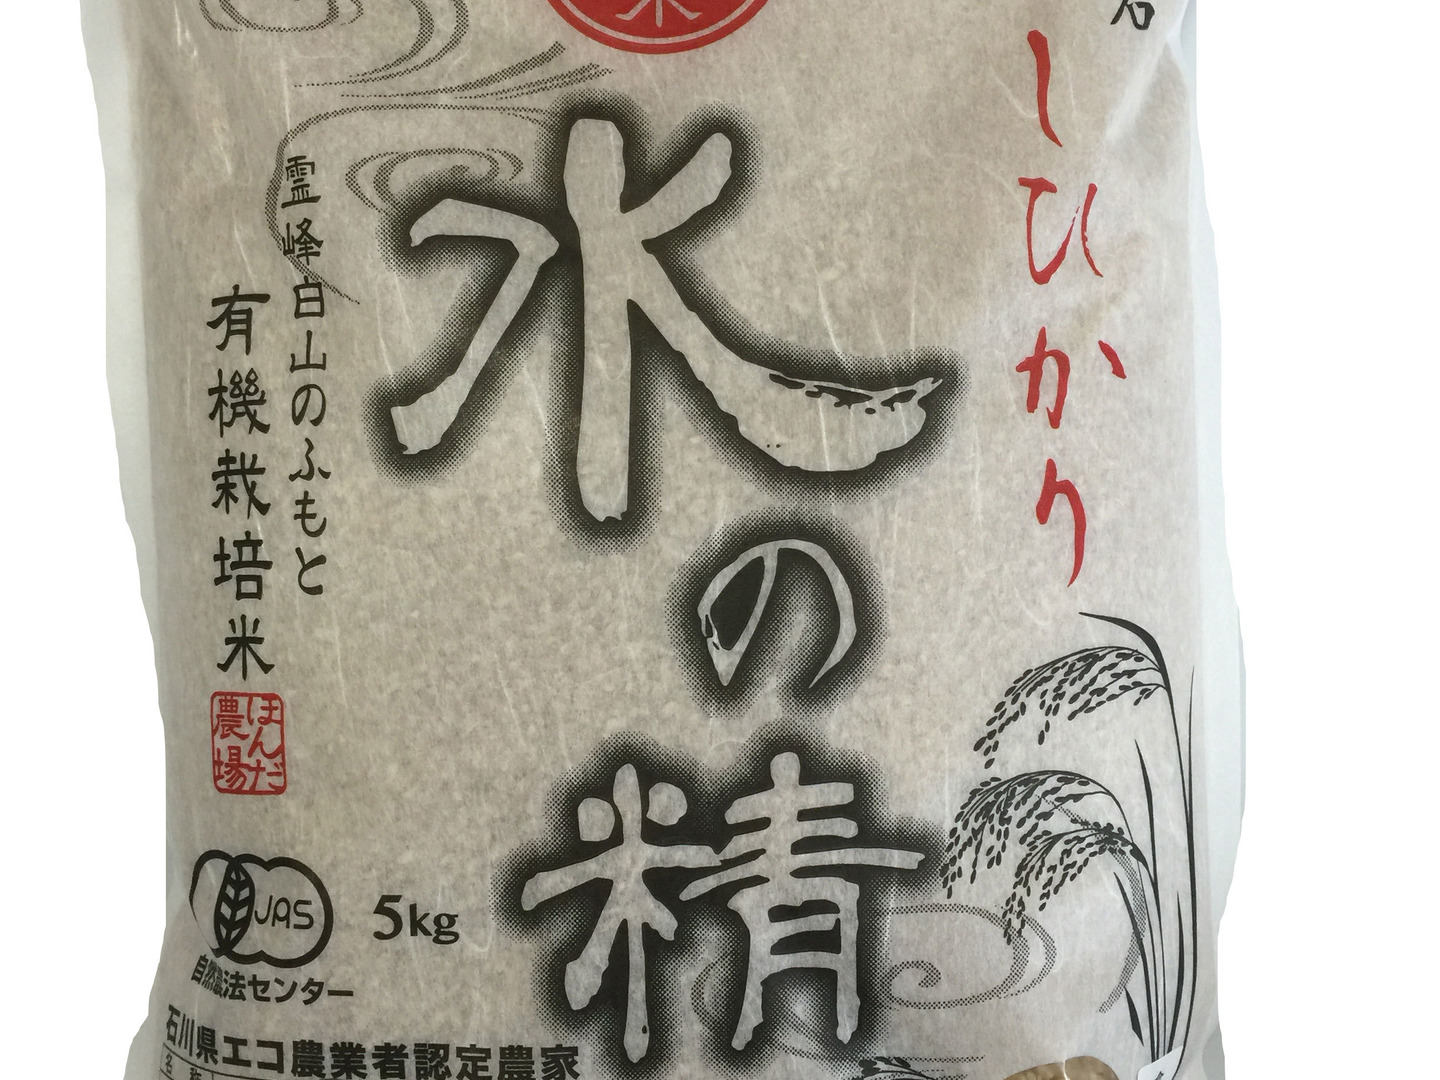 しひかり
水の精
霊峰白山のふもと
有機栽培米
ほんだ
農場
JAS
5kg
自然農法センター
石川県エコ農業者認定農家
名 称